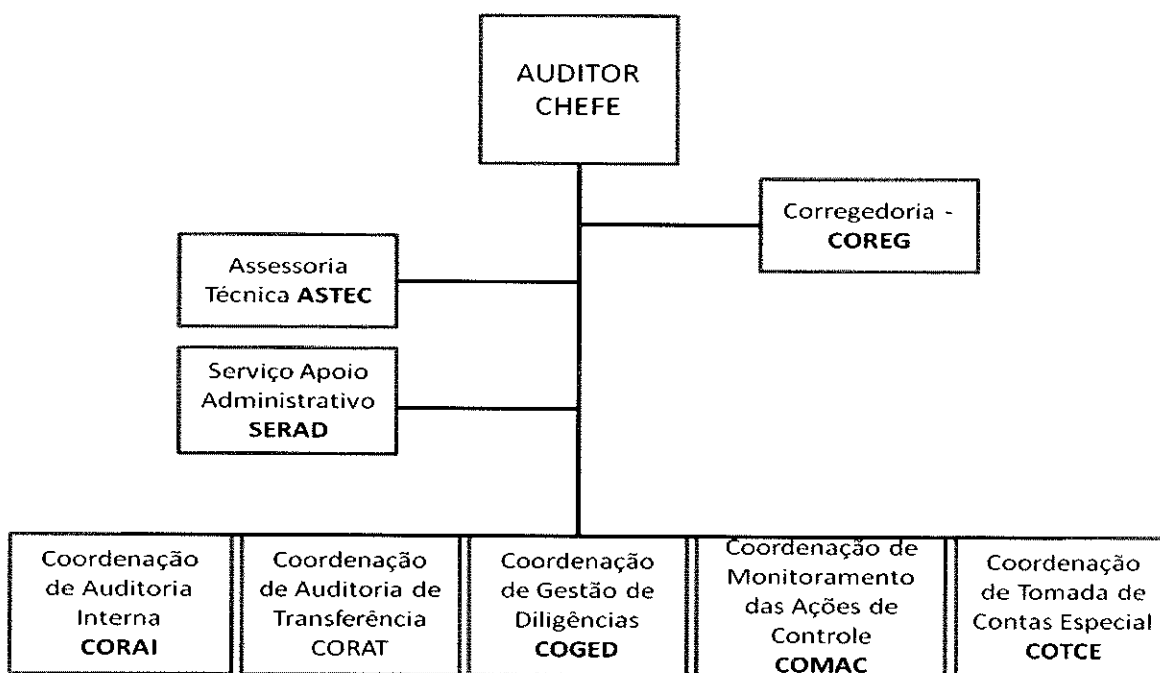 AUDITOR
CHEFE
Corregedoria -
COREG
Assessoria
Técnica ASTEC
Serviço Apoio
Administrativo
SERAD
Coordenação
de Auditoria
Interna
CORAI
Coordenação
de Auditoria de
Transferência
CORAT
Coordenação
de Gestão de
Diligências
COGED
Coordenação de
Monitoramento
das Ações de
Controle
COMAC
Coordenação
de Tomada de
Contas Especial
COTCE